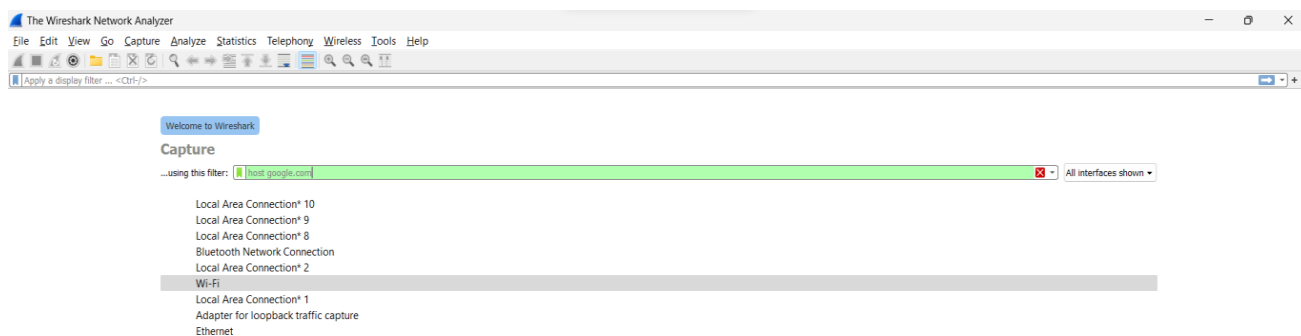 The Wireshark Network Analyzer
File Edit View Go Capture Analyze Statistics Telephony Wireless Tools Help
Apply a display filter ... <Ctrl-/>
Welcome to Wireshark
Capture
...using this filter: host google.com All interfaces shown
Local Area Connection* 10
Local Area Connection* 9
Local Area Connection* 8
Bluetooth Network Connection
Local Area Connection* 2
Wi-Fi
Local Area Connection* 1
Adapter for loopback traffic capture
Ethernet